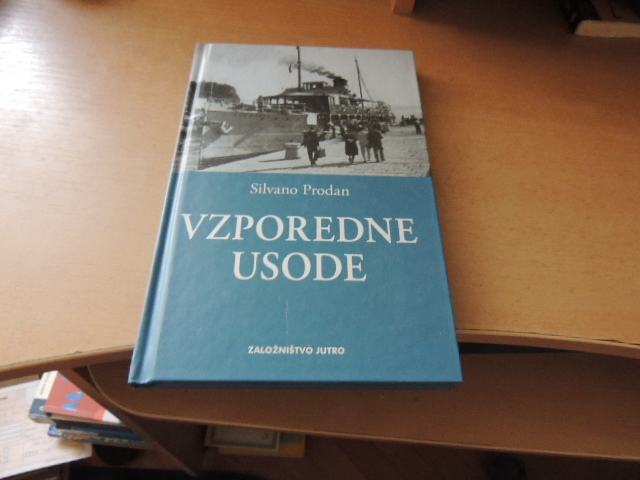 Silvano Prodan
VZPOREDNE
USODE
ZALOŽNIŠTVO JUTRO